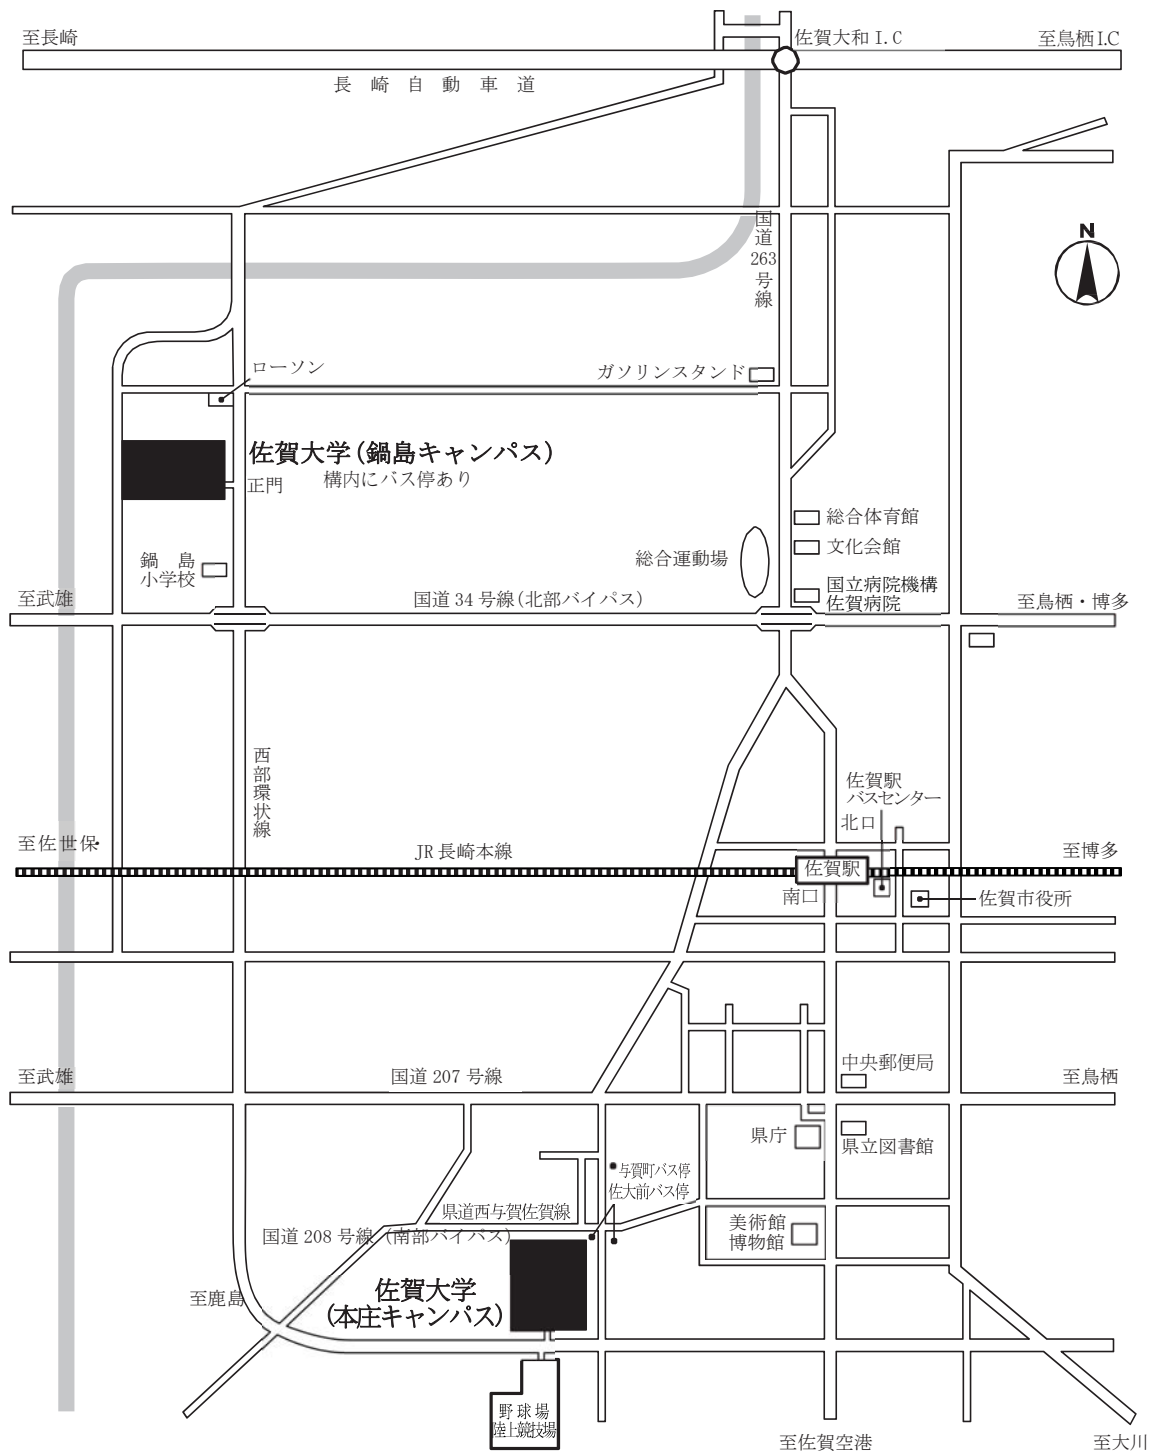 至長崎
佐賀大和 I.C
至鳥栖I.C
長崎自動車道
N
国道263号線
ローソン
ガソリンスタンド
佐賀大学(鍋島キャンパス)
正門
構内にバス停あり
総合体育館
文化会館
総合運動場
鍋島
小学校
国立病院機構
佐賀病院
至武雄
国道 34 号線(北部バイパス)
至鳥栖・博多
西部環状線
佐賀駅
バスセンター
北口
至佐世保
JR 長崎本線
佐賀駅
至博多
南口
佐賀市役所
中央郵便局
至武雄
国道 207 号線
至鳥栖
県庁
県立図書館
与賀町バス停
佐大前バス停
県道西与賀佐賀線
国道 208 号線(南部バイパス)
美術館
博物館
至鹿島
佐賀大学
(本庄キャンパス)
野球場
陸上競技場
至佐賀空港
至大川